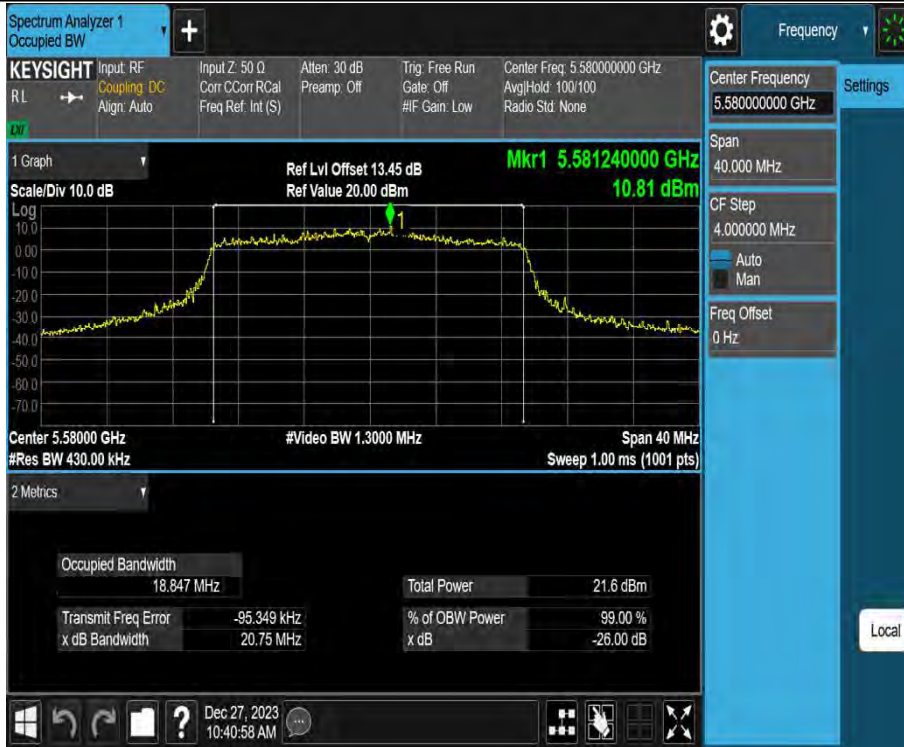 Spectrum Analyzer 1
Occupied BW
+
Frequency
KEYSIGHT
RL
LXI
Input: RF
Coupling: DC
Align: Auto
Input Z: 50 Ω
Corr CCorr RCal
Freq Ref: Int (S)
Atten: 30 dB
Preamp: Off
Trig: Free Run
Gate: Off
#IF Gain: Low
Center Freq: 5.580000000 GHz
Avg|Hold: 100/100
Radio Std: None
Center Frequency
5.580000000 GHz
Settings
Span
40.000 MHz
CF Step
4.000000 MHz
Auto
Man
Freq Offset
0 Hz
1 Graph
Scale/Div 10.0 dB
Ref Lvl Offset 13.45 dB
Ref Value 20.00 dBm
Mkr1 5.581240000 GHz
10.81 dBm
Log
10.0
0.00
-10.0
-20.0
-30.0
-40.0
-50.0
-60.0
-70.0
1
Center 5.58000 GHz
#Video BW 1.3000 MHz
Span 40 MHz
#Res BW 430.00 kHz
Sweep 1.00 ms (1001 pts)
2 Metrics
Occupied Bandwidth
18.847 MHz
Total Power 21.6 dBm
Transmit Freq Error -95.349 kHz
% of OBW Power 99.00 %
x dB Bandwidth 20.75 MHz
x dB -26.00 dB
Local
?
Dec 27, 2023
10:40:58 AM